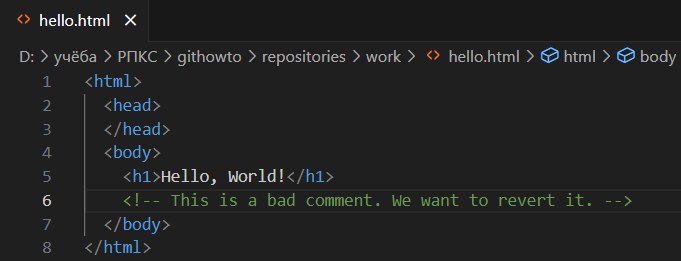 hello.html ×
D: > учёба > РПКС > githowto > repositories > work > hello.html > html > body
1 <html>
2   <head>
3   </head>
4   <body>
5     <h1>Hello, World!</h1>
6     <!-- This is a bad comment. We want to revert it. -->
7   </body>
8 </html>